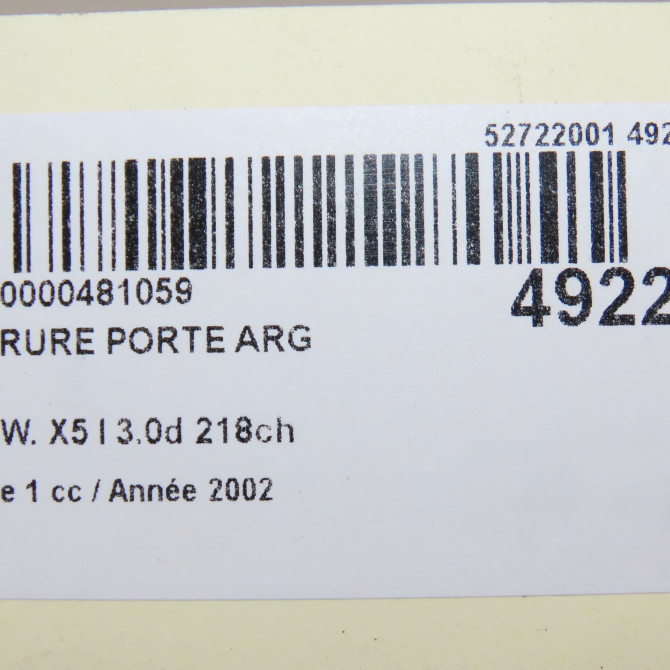 52722001 492
0000481059
4922
RURE PORTE ARG
W. X5 I 3.0d 218ch
e 1 cc / Année 2002